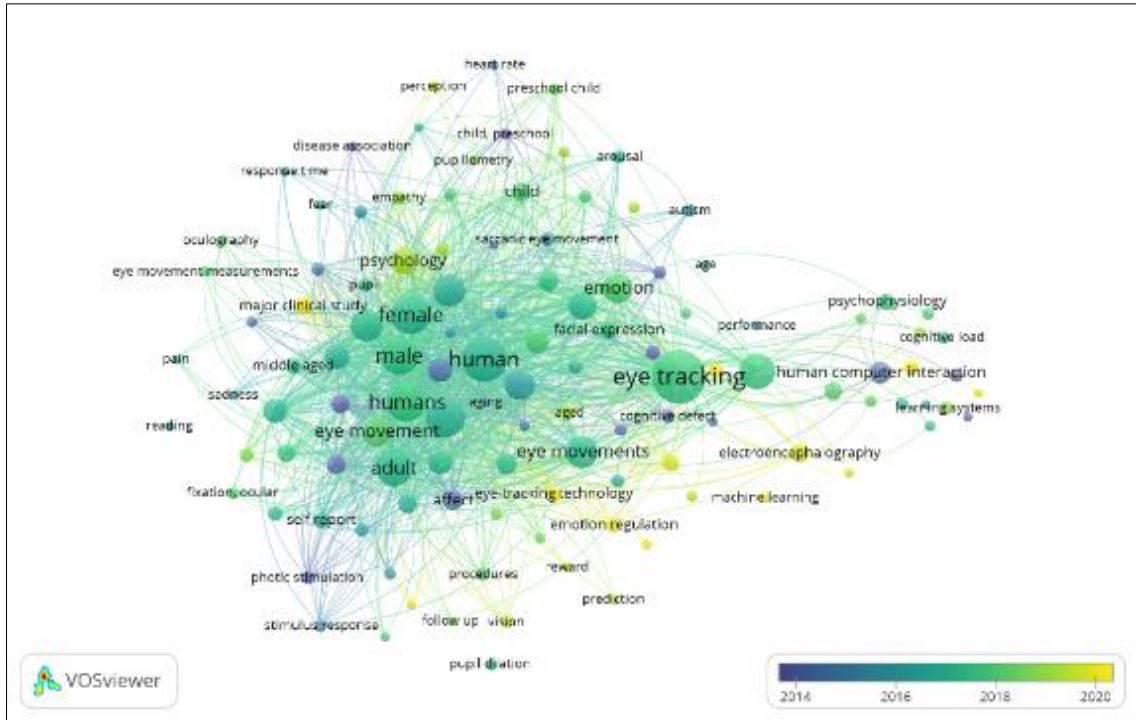 heart rate
perception
preschool child
child, preschool
disease association
pupillometry
arousal
response time
child
empathy
fear
autism
saccadic eye movement
oculography
psychology
age
eye movement measurements
pupil
emotion
major clinical study
female
psychophysiology
facial expression
performance
cognitive load
male
human
pain
middle aged
eye tracking
human computer interaction
sadness
humans
aging
aged
cognitive defect
learning systems
reading
eye movement
eye movements
electroencephalography
adult
fixation, ocular
affect
eye-tracking technology
machine learning
self report
emotion regulation
photic stimulation
procedures
reward
prediction
stimulus response
follow up
vision
pupil dilation
VOSviewer
2014
2016
2018
2020